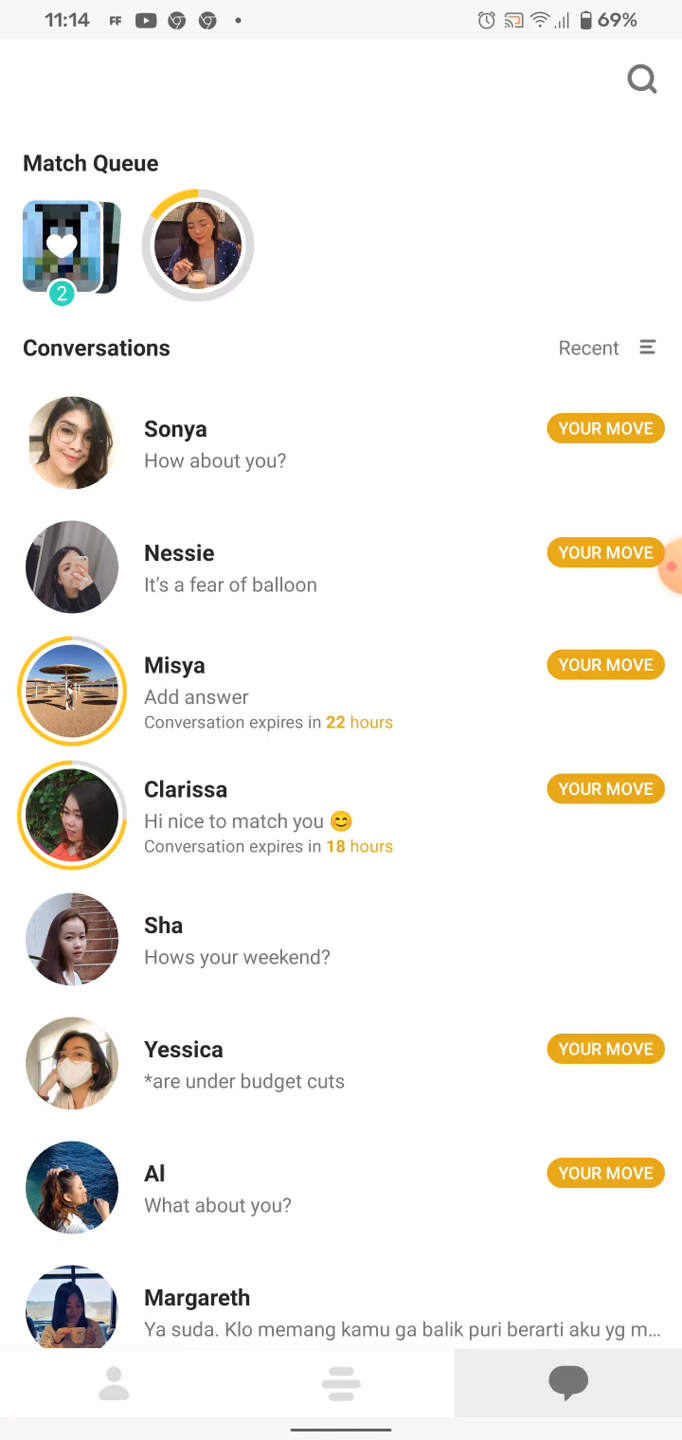 11:14 FF 69%
Match Queue
2
Conversations Recent
Sonya YOUR MOVE
How about you?
Nessie YOUR MOVE
It's a fear of balloon
Misya YOUR MOVE
Add answer
Conversation expires in 22 hours
Clarissa YOUR MOVE
Hi nice to match you 😊
Conversation expires in 18 hours
Sha
Hows your weekend?
Yessica YOUR MOVE
*are under budget cuts
Al YOUR MOVE
What about you?
Margareth
Ya suda. Klo memang kamu ga balik puri berarti aku yg m...